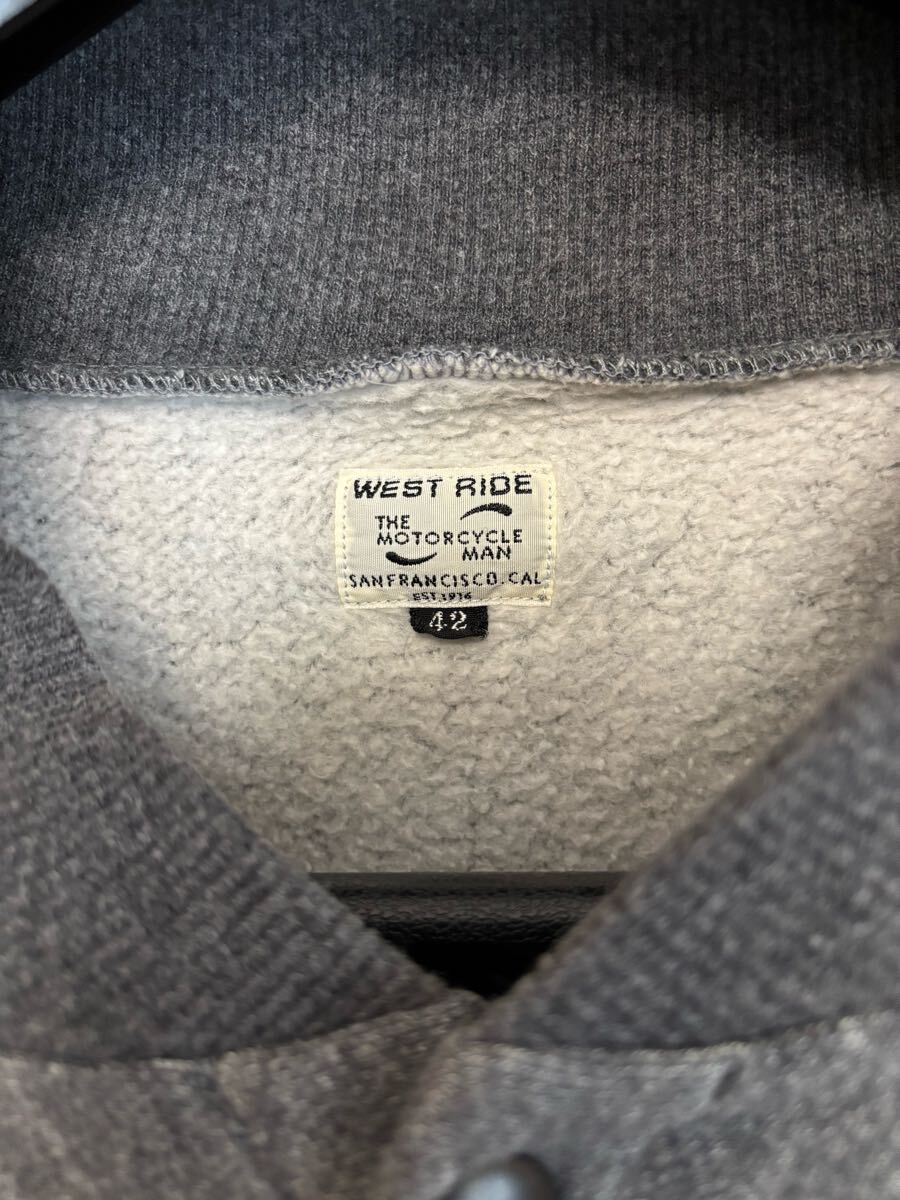 WEST RIDE
THE
MOTORCYCLE
MAN
SANFRANCISCO.CAL
EST.1916
42